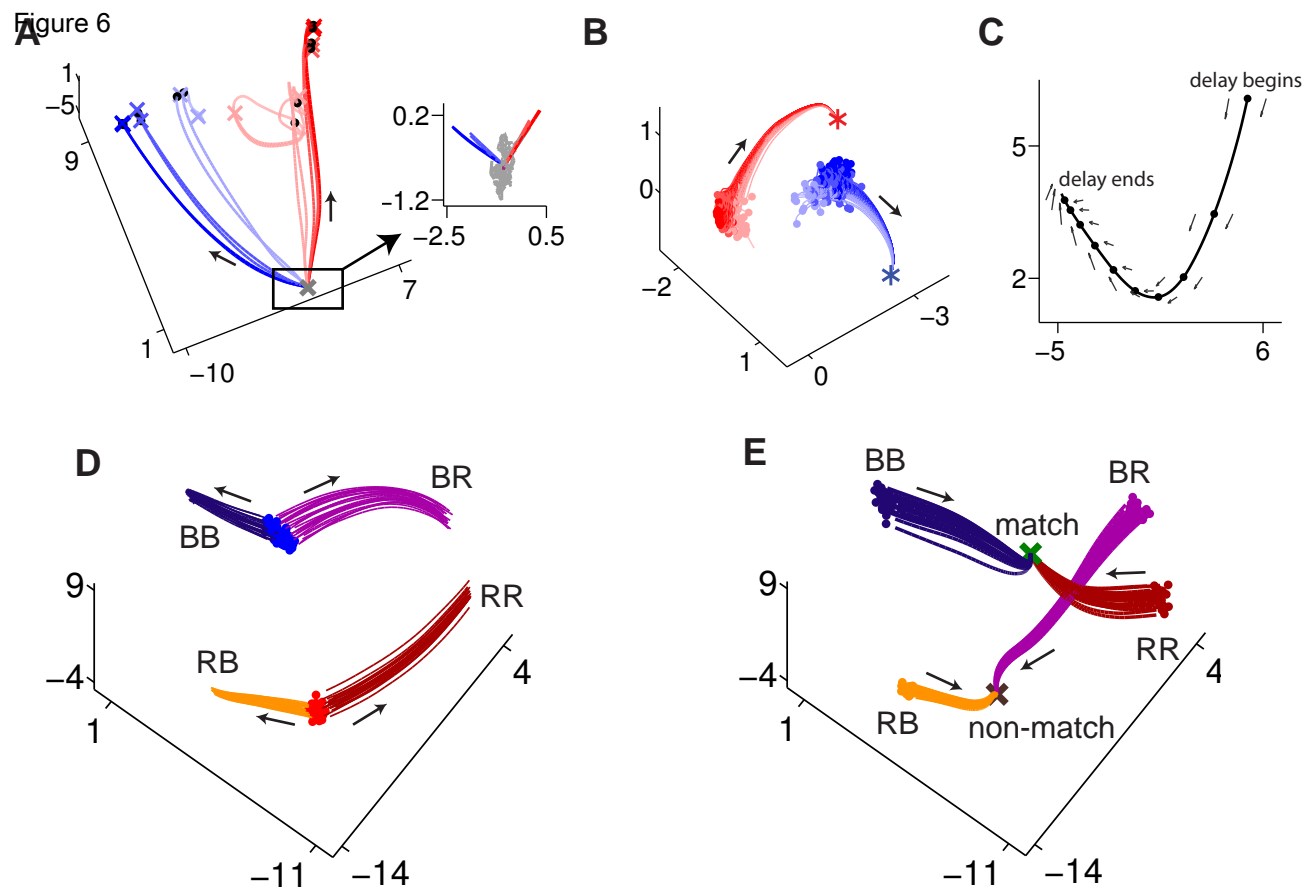 Figure 6
A
B
C
1
−5
9
1
−10
7
0.2
−1.2
−2.5
0.5
1
0
−2
1
0
−3
delay begins
5
delay ends
2
−5
6
D
BR
BB
9
RR
RB
−4
4
1
−11
−14
E
BB
BR
match
9
RR
−4
4
RB
non-match
1
−11
−14